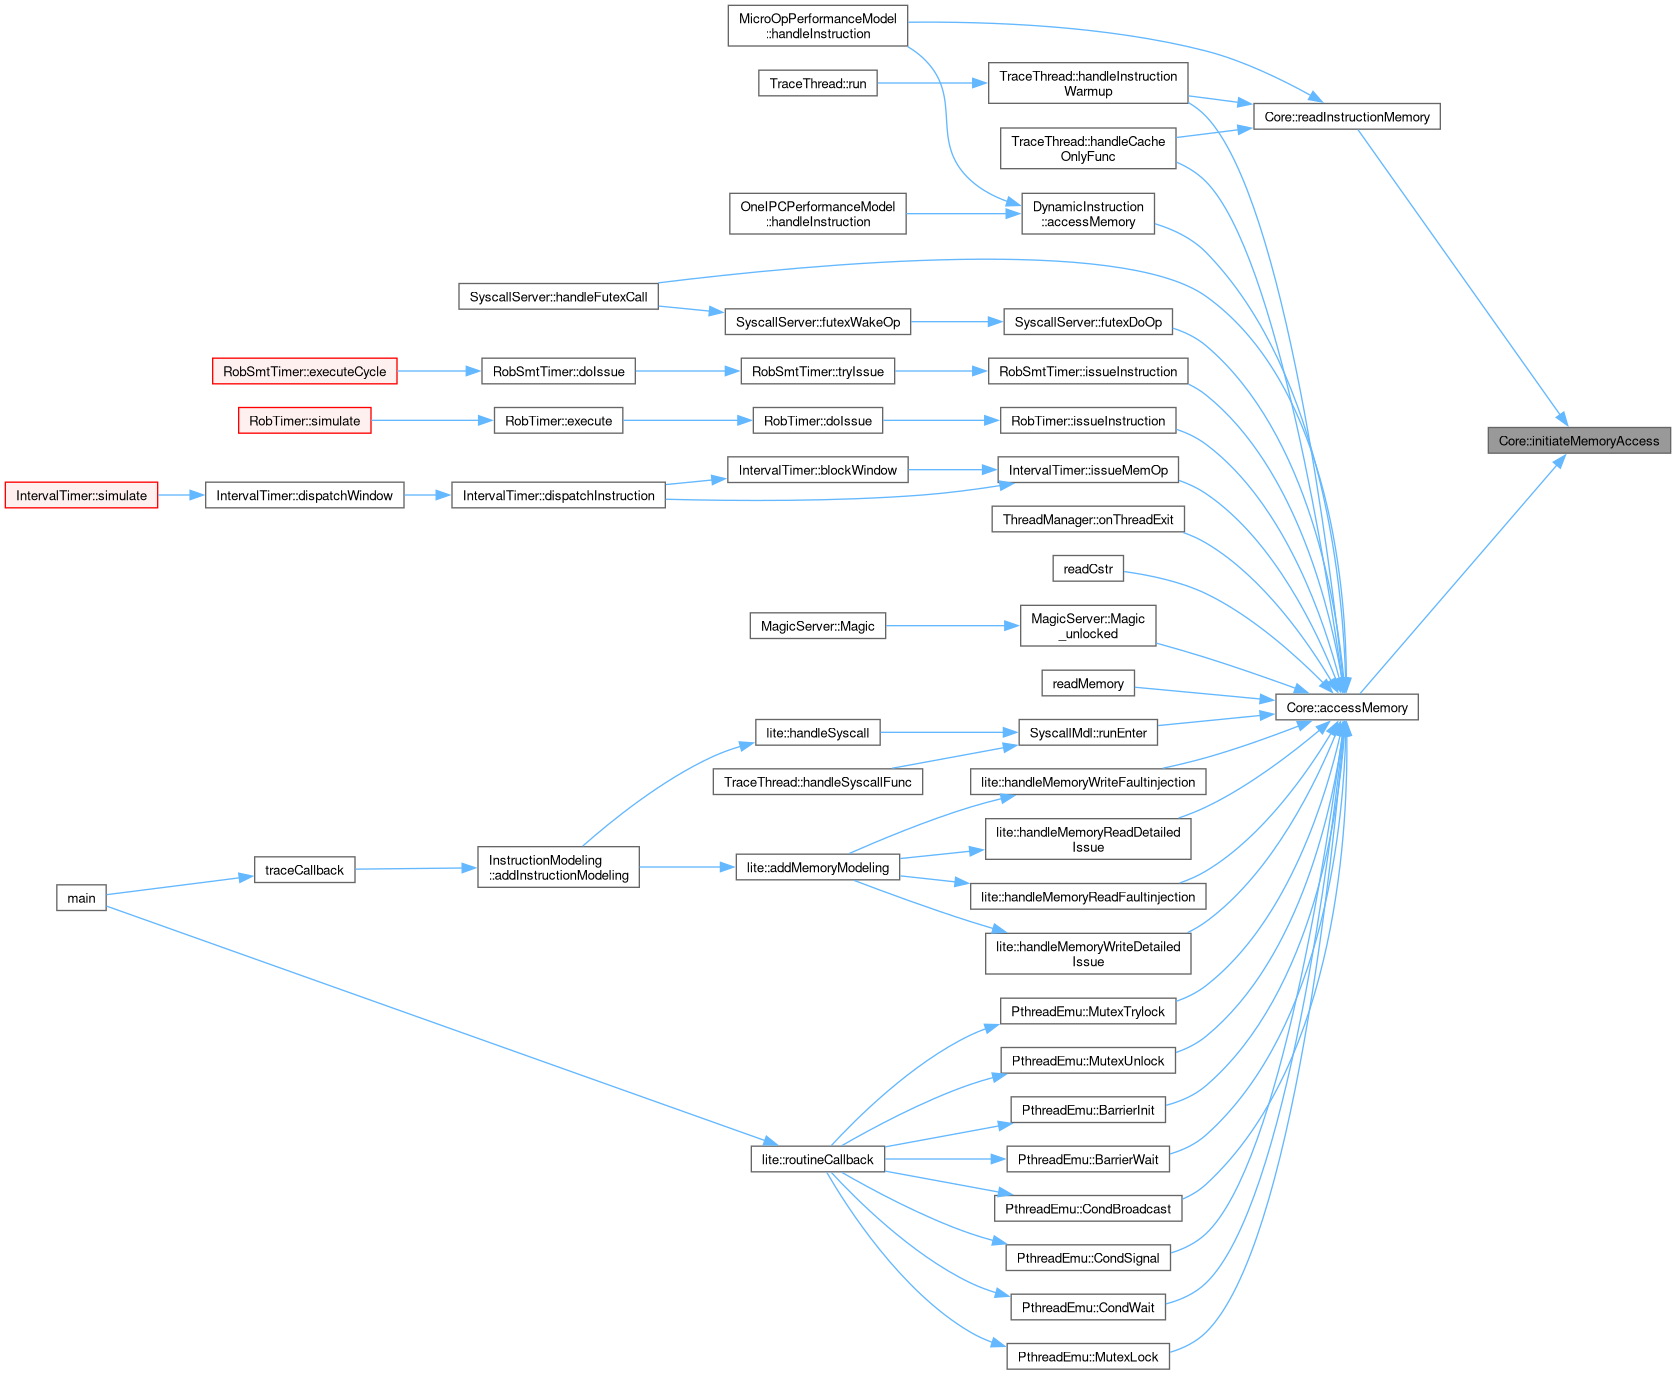 MicroOpPerformanceModel
::handleInstruction
TraceThread::run
TraceThread::handleInstruction
Warmup
Core::readInstructionMemory
TraceThread::handleCache
OnlyFunc
OneIPCPerformanceModel
::handleInstruction
DynamicInstruction
::accessMemory
SyscallServer::handleFutexCall
SyscallServer::futexWakeOp
SyscallServer::futexDoOp
RobSmtTimer::executeCycle
RobSmtTimer::doIssue
RobSmtTimer::tryIssue
RobSmtTimer::issueInstruction
RobTimer::simulate
RobTimer::execute
RobTimer::doIssue
RobTimer::issueInstruction
Core::initiateMemoryAccess
IntervalTimer::simulate
IntervalTimer::dispatchWindow
IntervalTimer::dispatchInstruction
IntervalTimer::blockWindow
IntervalTimer::issueMemOp
ThreadManager::onThreadExit
readCstr
MagicServer::Magic
MagicServer::Magic
_unlocked
readMemory
Core::accessMemory
lite::handleSyscall
SyscallMdl::runEnter
TraceThread::handleSyscallFunc
lite::handleMemoryWriteFaultinjection
lite::handleMemoryReadDetailed
Issue
main
traceCallback
InstructionModeling
::addInstructionModeling
lite::addMemoryModeling
lite::handleMemoryReadFaultinjection
lite::handleMemoryWriteDetailed
Issue
PthreadEmu::MutexTrylock
PthreadEmu::MutexUnlock
PthreadEmu::BarrierInit
lite::routineCallback
PthreadEmu::BarrierWait
PthreadEmu::CondBroadcast
PthreadEmu::CondSignal
PthreadEmu::CondWait
PthreadEmu::MutexLock